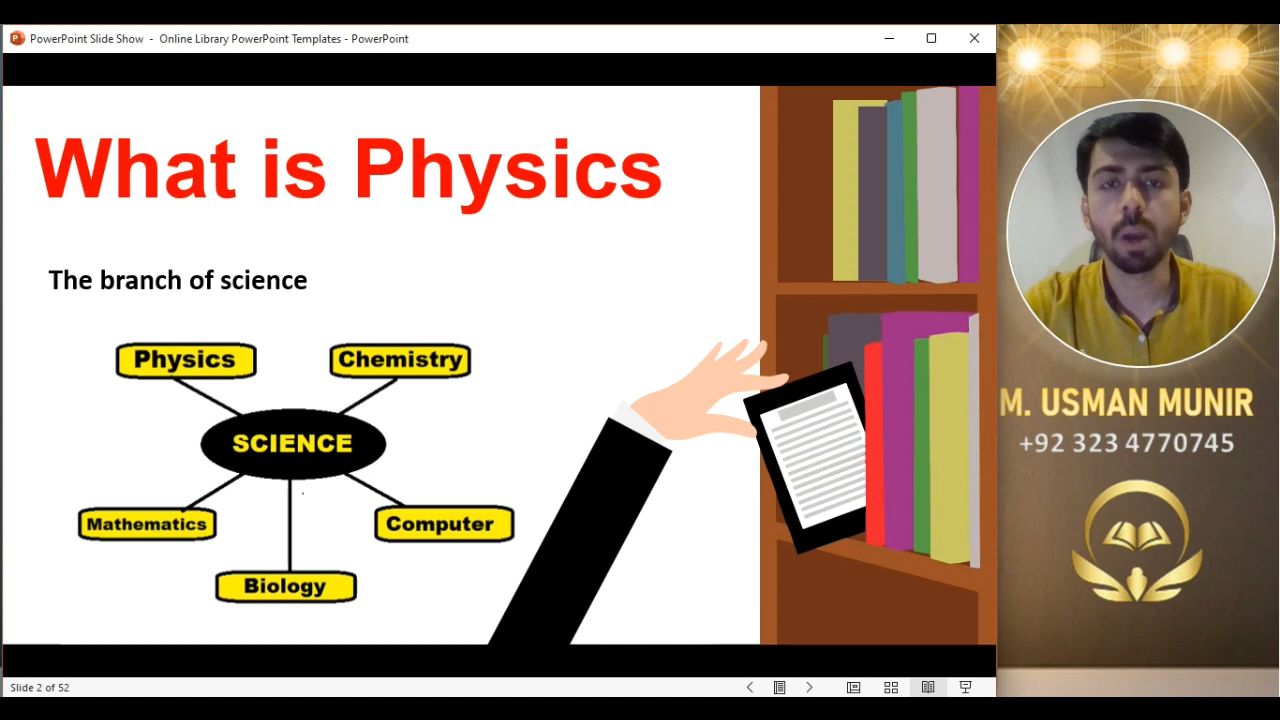 PowerPoint Slide Show - Online Library PowerPoint Templates - PowerPoint
What is Physics
The branch of science
Physics
Chemistry
SCIENCE
Mathematics
Computer
Biology
M. USMAN MUNIR
+92 323 4770745
Slide 2 of 52